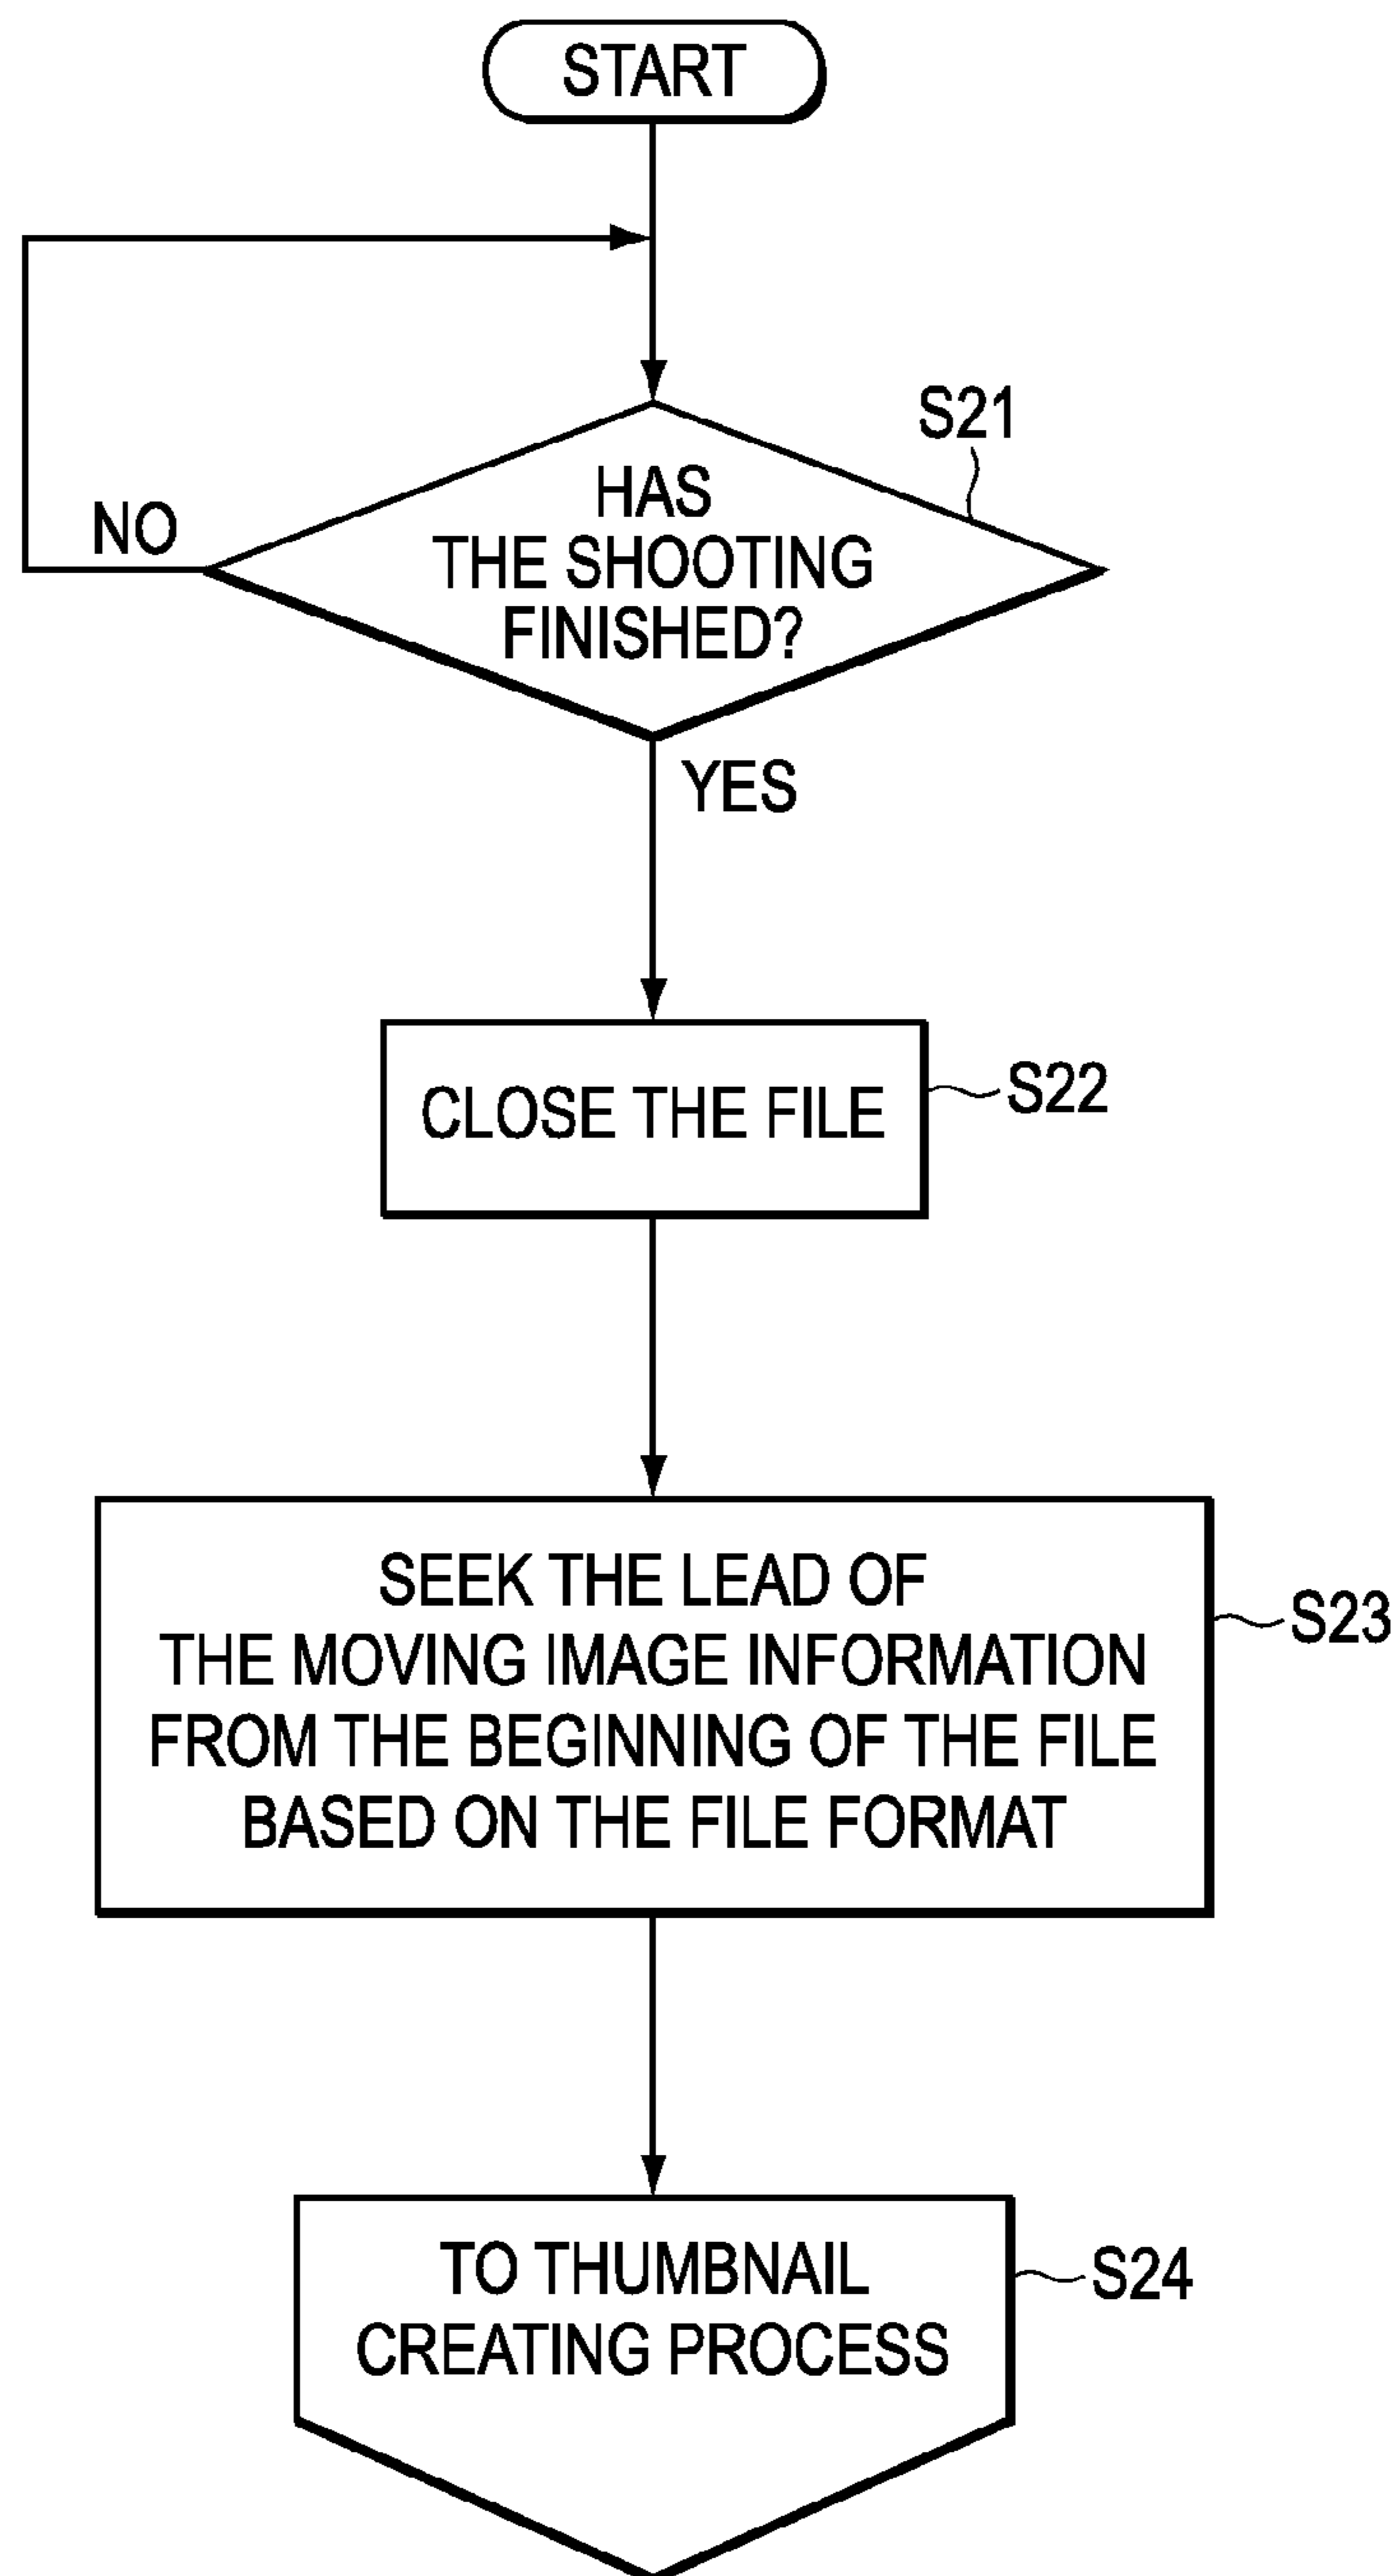 START
S21
HAS
THE SHOOTING
FINISHED?
NO
YES
CLOSE THE FILE
S22
SEEK THE LEAD OF
THE MOVING IMAGE INFORMATION
FROM THE BEGINNING OF THE FILE
BASED ON THE FILE FORMAT
S23
TO THUMBNAIL
CREATING PROCESS
S24